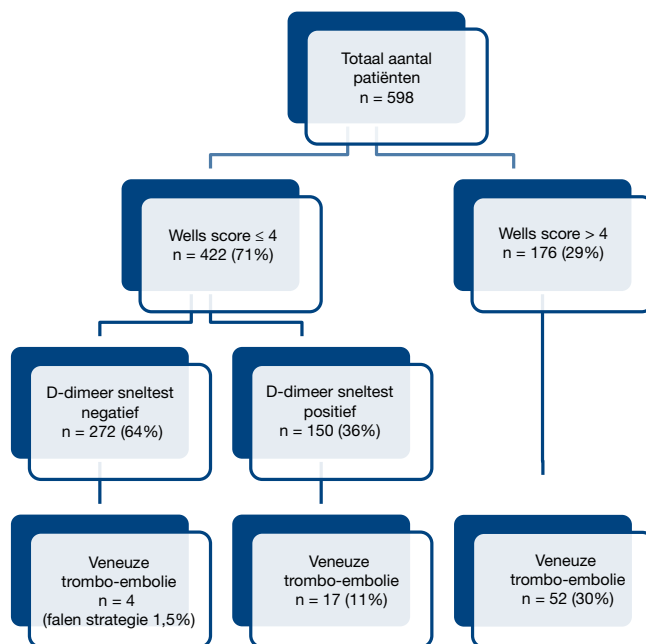 Totaal aantal
patiënten
n = 598
Wells score ≤ 4
n = 422 (71%)
Wells score > 4
n = 176 (29%)
D-dimeer sneltest
negatief
n = 272 (64%)
D-dimeer sneltest
positief
n = 150 (36%)
Veneuze
trombo-embolie
n = 4
(falen strategie 1,5%)
Veneuze
trombo-embolie
n = 17 (11%)
Veneuze
trombo-embolie
n = 52 (30%)